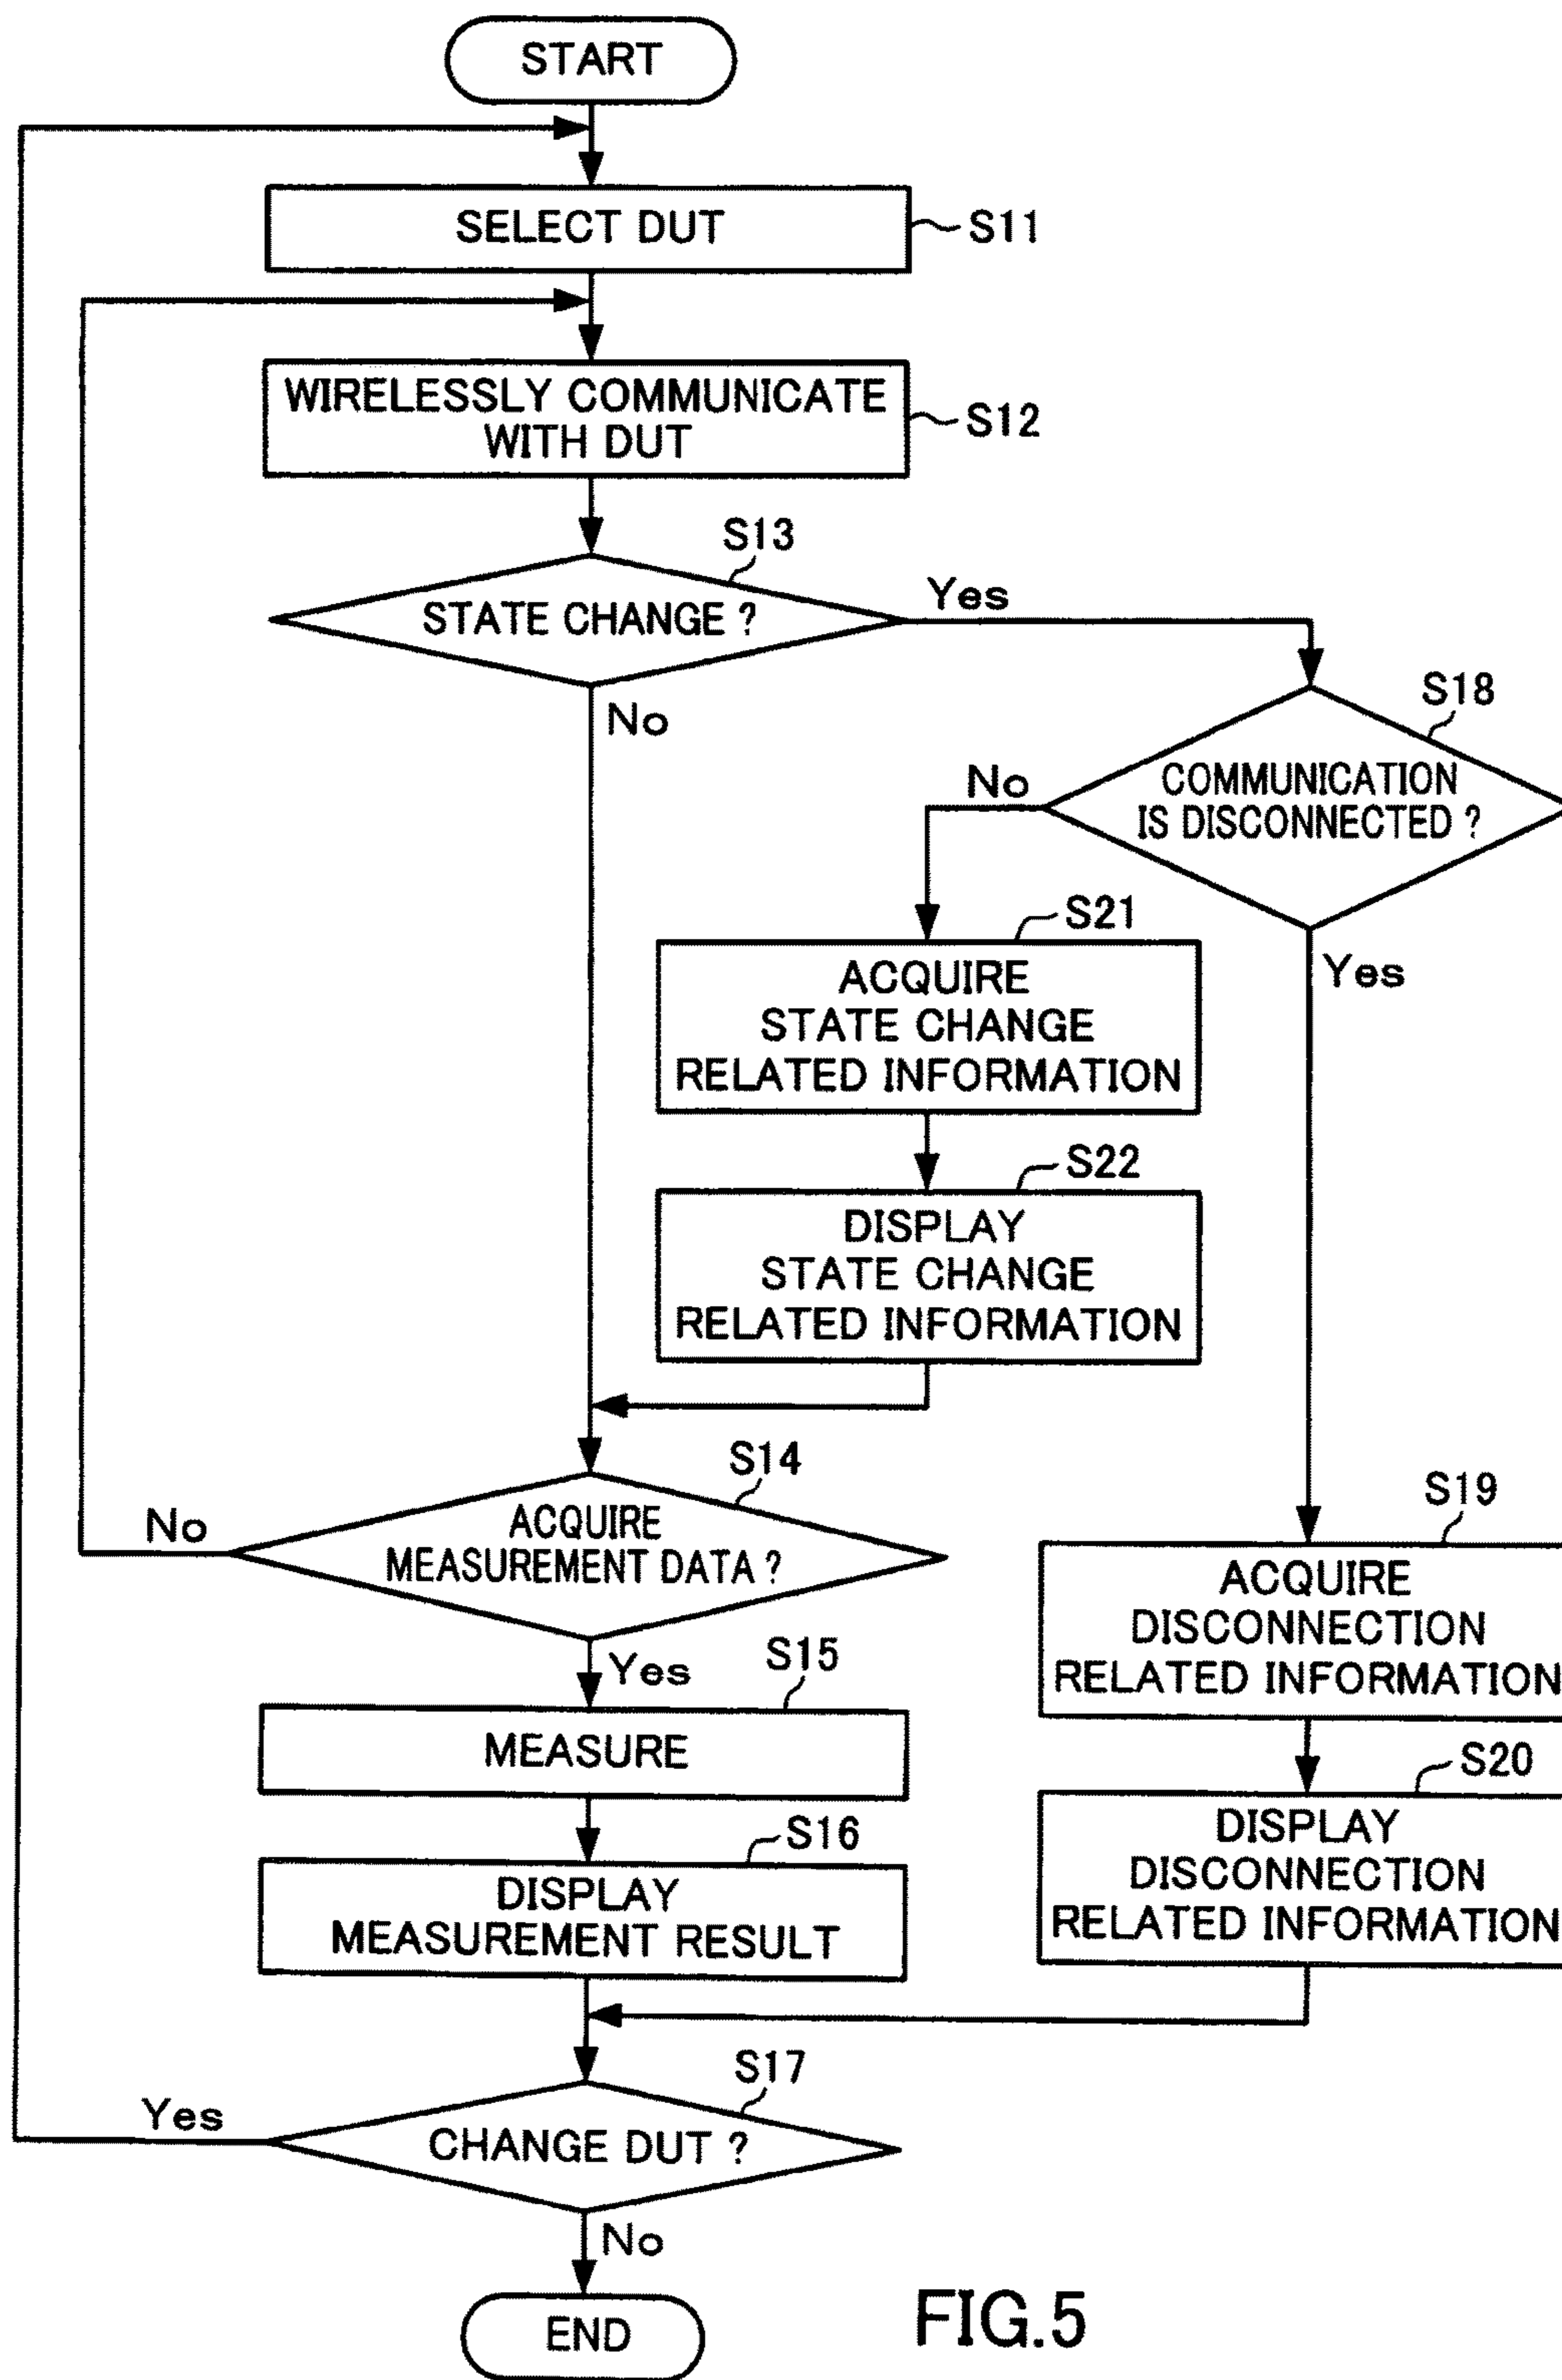 START
SELECT DUT
S11
WIRELESSLY COMMUNICATE
WITH DUT
S12
S13
STATE CHANGE ?
Yes
No
S18
COMMUNICATION
IS DISCONNECTED ?
No
Yes
S21
ACQUIRE
STATE CHANGE
RELATED INFORMATION
S22
DISPLAY
STATE CHANGE
RELATED INFORMATION
S14
ACQUIRE
MEASUREMENT DATA ?
No
Yes
S19
ACQUIRE
DISCONNECTION
RELATED INFORMATION
S15
MEASURE
S20
DISPLAY
DISCONNECTION
RELATED INFORMATION
S16
DISPLAY
MEASUREMENT RESULT
S17
CHANGE DUT ?
Yes
No
END
FIG.5